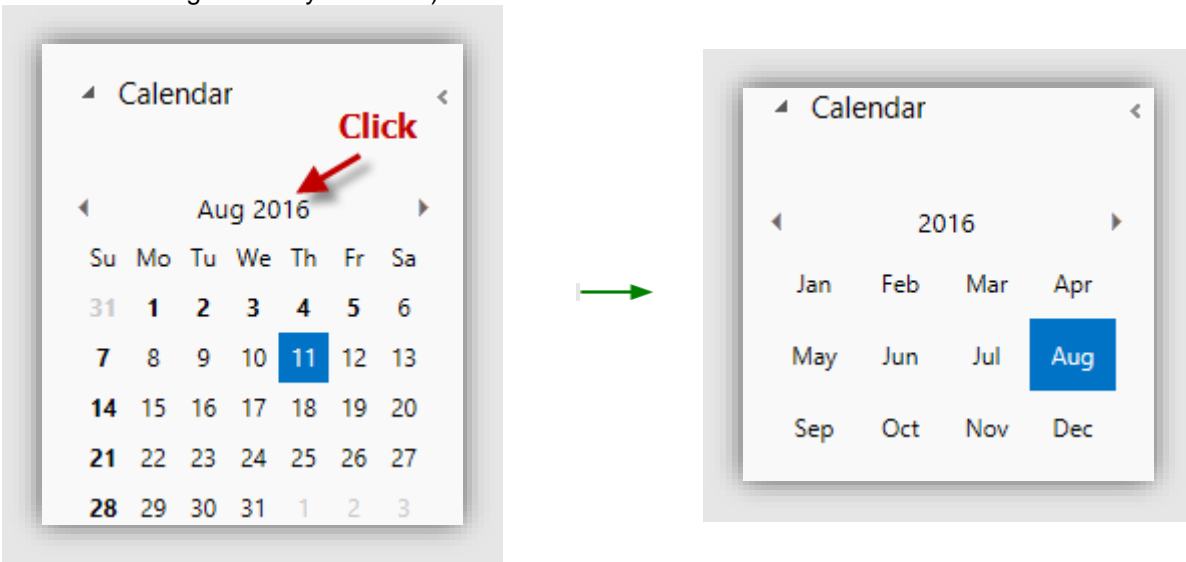 Calendar
Click
Aug 2016
Su Mo Tu We Th Fr Sa
31 1 2 3 4 5 6
7 8 9 10 11 12 13
14 15 16 17 18 19 20
21 22 23 24 25 26 27
28 29 30 31 1 2 3
Calendar
2016
Jan Feb Mar Apr
May Jun Jul Aug
Sep Oct Nov Dec